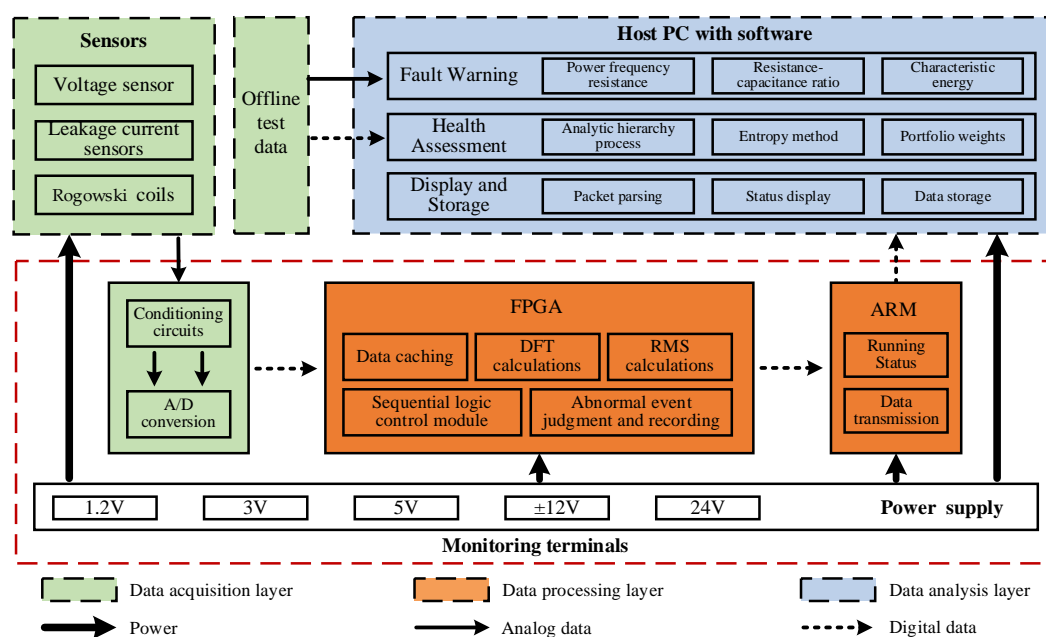 Sensors
Voltage sensor
Leakage current
sensors
Rogowski coils
Offline
test
data
Host PC with software
Fault Warning
Power frequency
resistance
Resistance-
capacitance ratio
Characteristic
energy
Health
Assessment
Analytic hierarchy
process
Entropy method
Portfolio weights
Display and
Storage
Packet parsing
Status display
Data storage
Conditioning
circuits
A/D
conversion
FPGA
Data caching
DFT
calculations
RMS
calculations
Sequential logic
control module
Abnormal event
judgment and recording
ARM
Running
Status
Data
transmission
1.2V
3V
5V
±12V
24V
Power supply
Monitoring terminals
Data acquisition layer
Data processing layer
Data analysis layer
Power
Analog data
Digital data